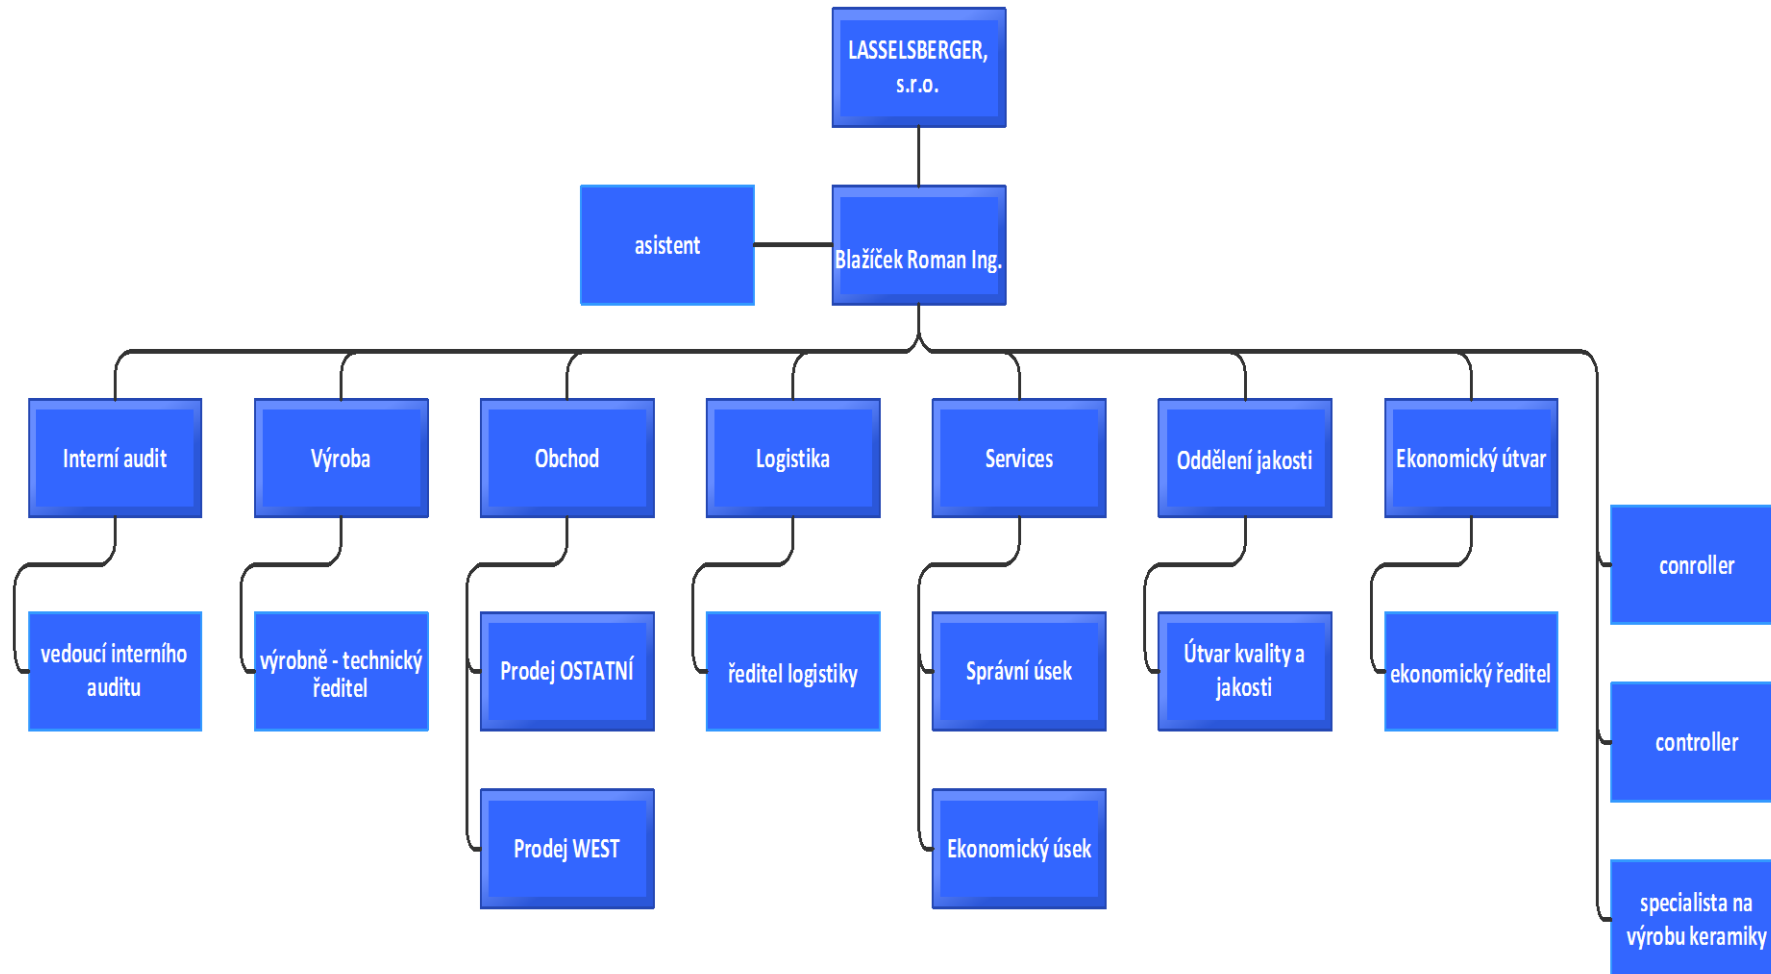 LASSELSBERGER,
s.r.o.
asistent
Blažíček Roman Ing.
Interní audit
Výroba
Obchod
Logistika
Services
Oddělení jakosti
Ekonomický útvar
conroller
vedoucí interního
auditu
výrobně - technický
ředitel
Prodej OSTATNÍ
ředitel logistiky
Správní úsek
Útvar kvality a
jakosti
ekonomický ředitel
controller
Prodej WEST
Ekonomický úsek
specialista na
výrobu keramiky